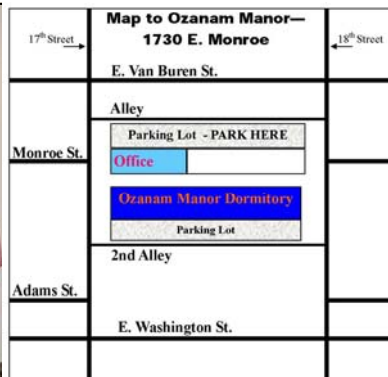 Map to Ozanam Manor—
1730 E. Monroe
17th Street
18th Street
E. Van Buren St.
Alley
Parking Lot - PARK HERE
Monroe St.
Office
Ozanam Manor Dormitory
Parking Lot
2nd Alley
Adams St.
E. Washington St.